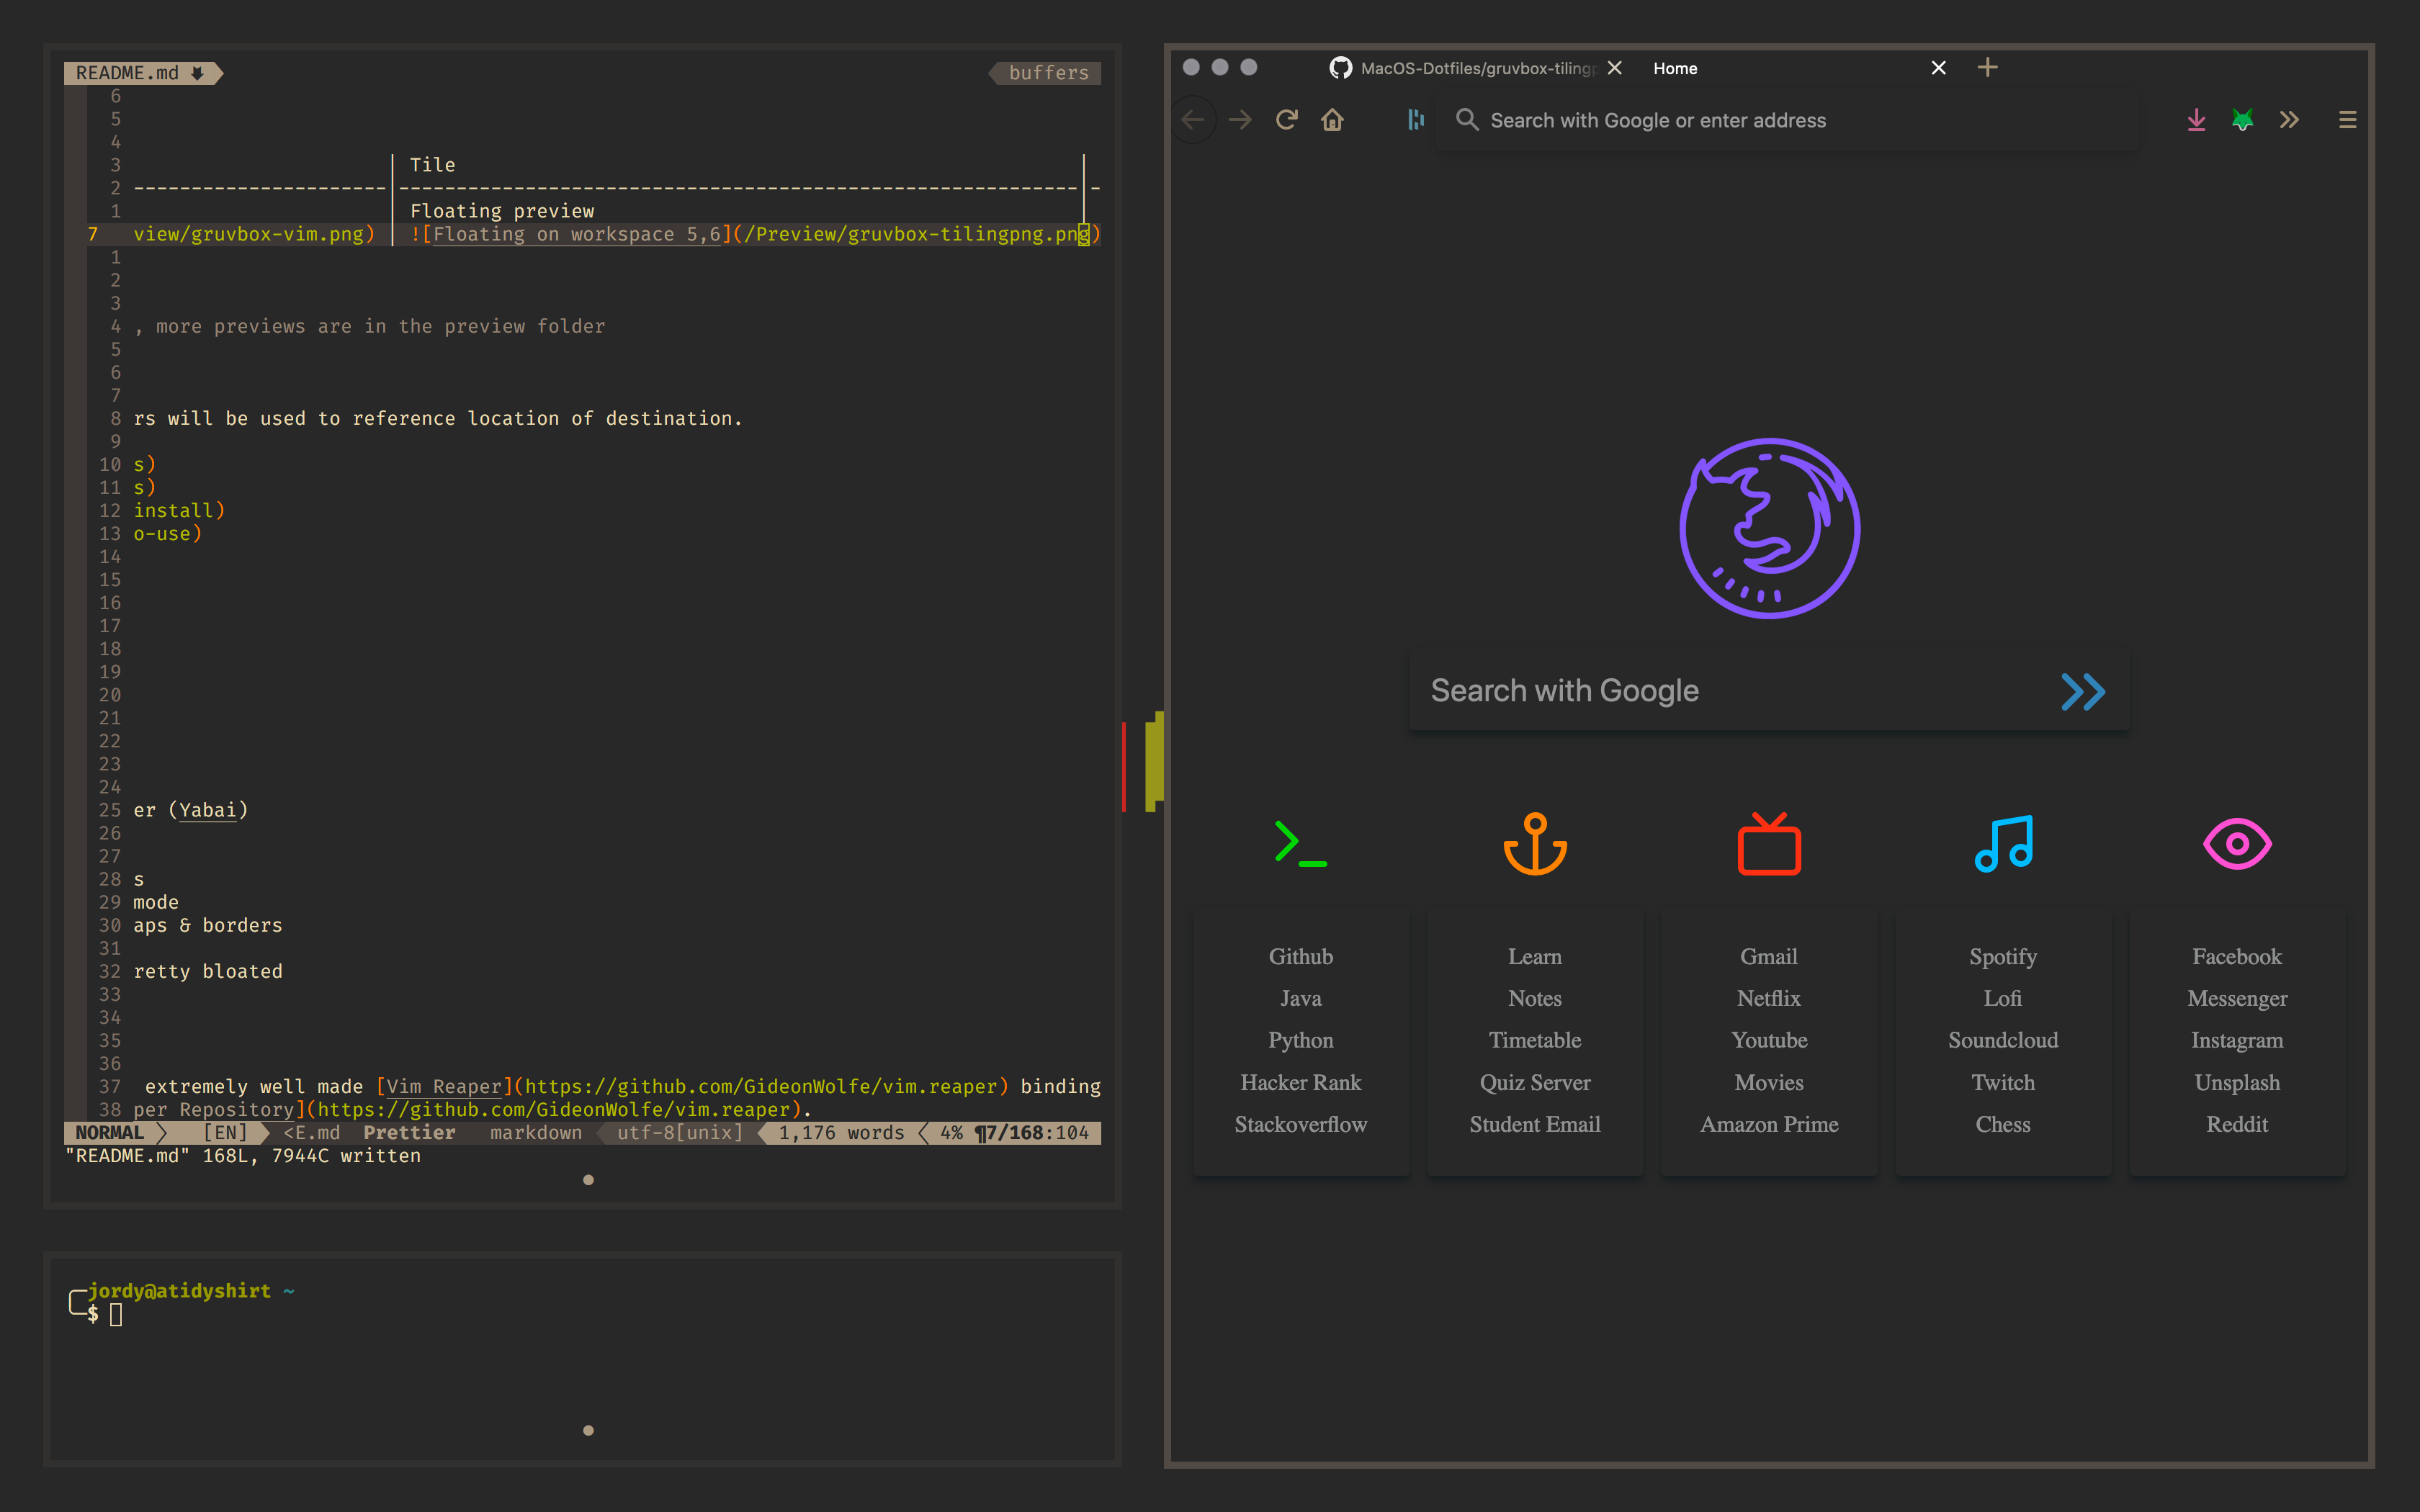 README.md
buffers
6
5
4
3 Tile
2 ---------------------- ----------------------------------------------------------- -
1 Floating preview
7 view/gruvbox-vim.png) ![Floating on workspace 5,6](/Preview/gruvbox-tilingpng.png)
1
2
3
4 , more previews are in the preview folder
5
6
7
8 rs will be used to reference location of destination.
9
10 s)
11 s)
12 install)
13 o-use)
14
15
16
17
18
19
20
21
22
23
24
25 er (Yabai)
26
27
28 s
29 mode
30 aps & borders
31
32 retty bloated
33
34
35
36
37 extremely well made [Vim Reaper](https://github.com/GideonWolfe/vim.reaper) binding
38 per Repository](https://github.com/GideonWolfe/vim.reaper).
NORMAL [EN] <E.md Prettier markdown utf-8[unix] 1,176 words 4% ¶7/168:104
"README.md" 168L, 7944C written
jordy@atidyshirt ~
$
MacOS-Dotfiles/gruvbox-tilingp
Home
Search with Google or enter address
Search with Google
Github
Java
Python
Hacker Rank
Stackoverflow
Learn
Notes
Timetable
Quiz Server
Student Email
Gmail
Netflix
Youtube
Movies
Amazon Prime
Spotify
Lofi
Soundcloud
Twitch
Chess
Facebook
Messenger
Instagram
Unsplash
Reddit